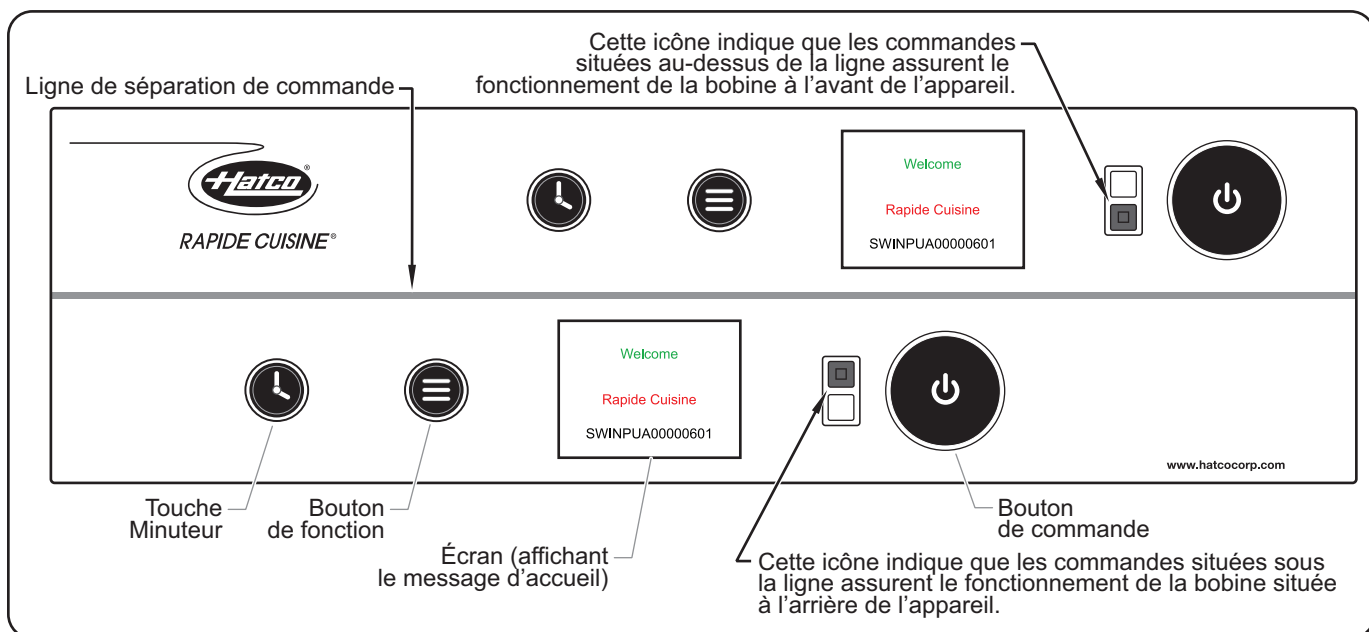 Cette icône indique que les commandes
situées au-dessus de la ligne assurent le
fonctionnement de la bobine à l’avant de l’appareil.
Ligne de séparation de commande
Hatco®
RAPIDE CUISINE®
Welcome
Rapide Cuisine
SWINPUA00000601
Welcome
Rapide Cuisine
SWINPUA00000601
www.hatcocorp.com
Touche
Minuteur
Bouton
de fonction
Écran (affichant
le message d’accueil)
Bouton
de commande
Cette icône indique que les commandes situées sous
la ligne assurent le fonctionnement de la bobine située
à l’arrière de l’appareil.